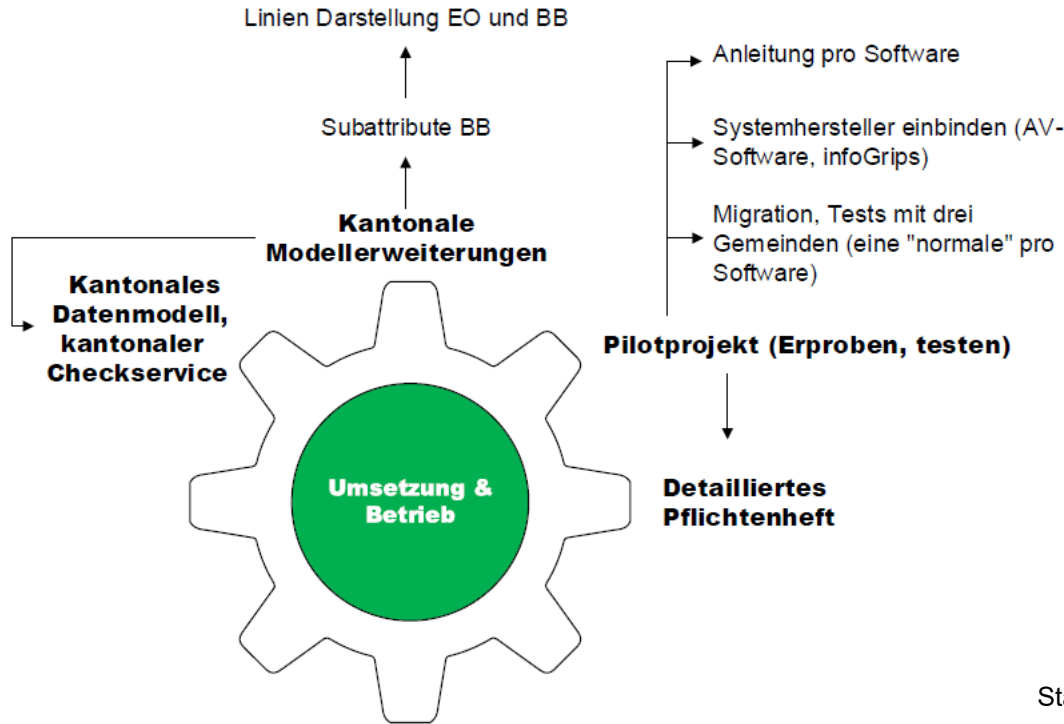 Linien Darstellung EO und BB
Subattribute BB
Kantonale
Modellerweiterungen
Kantonales
Datenmodell,
kantonaler
Checkservice
Umsetzung &
Betrieb
Anleitung pro Software
Systemhersteller einbinden (AV-
Software, infoGrips)
Migration, Tests mit drei
Gemeinden (eine "normale" pro
Software)
Pilotprojekt (Erproben, testen)
Detailliertes
Pflichtenheft